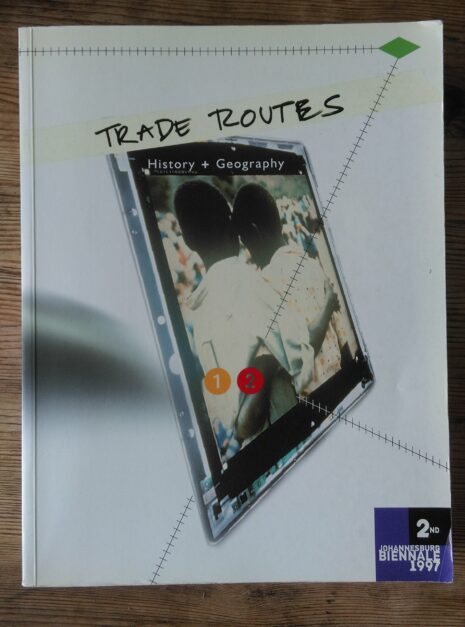 TRADE ROUTES
History + Geography
1 2
2ND
JOHANNESBURG
BIENNALE
1997